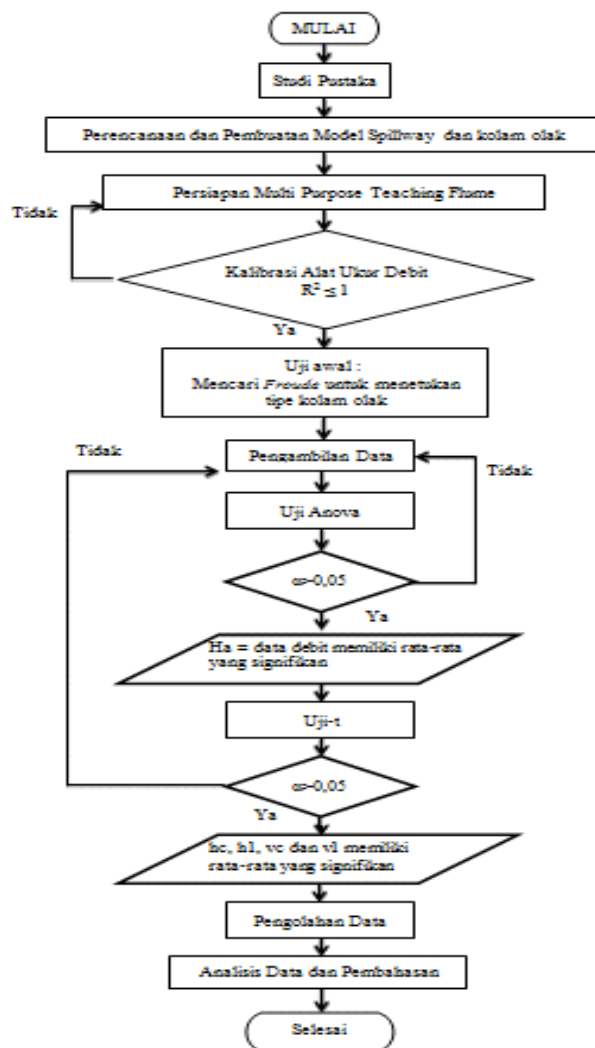 MULAI
Studi Pustaka
Perencanaan dan Pembuatan Model Spillway dan kolam olak
Persiapan Multi Purpose Teaching Flume
Tidak
Kalibrasi Alat Ukur Debit
R² ≤ 1
Ya
Uji awal :
Mencari Froude untuk menetukan
tipe kolam olak
Tidak
Pengambilan Data
Tidak
Uji Anova
α>0,05
Ya
Ha = data debit memiliki rata-rata
yang signifikan
Uji-t
α>0,05
Ya
hc, h1, vc dan v1 memiliki
rata-rata yang signifikan
Pengolahan Data
Analisis Data dan Pembahasan
Selesai